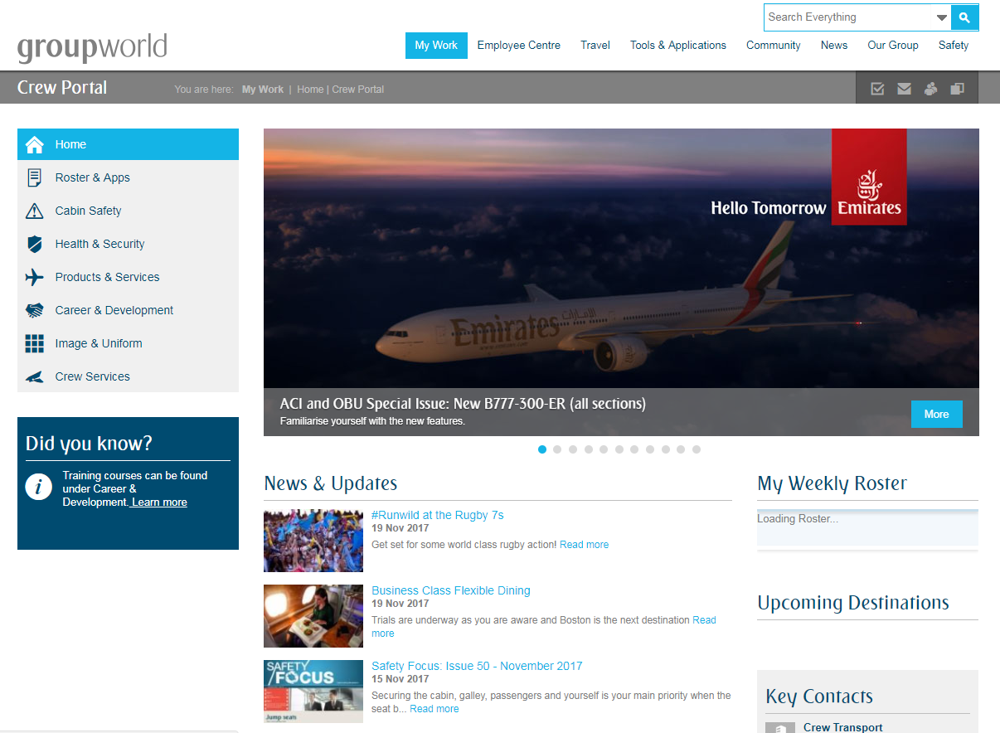 Search Everything
groupworld
My Work
Employee Centre
Travel
Tools & Applications
Community
News
Our Group
Safety
Crew Portal
You are here: My Work | Home | Crew Portal
Home
Roster & Apps
Cabin Safety
Health & Security
Products & Services
Career & Development
Image & Uniform
Crew Services
Did you know?
Training courses can be found
under Career &
Development. Learn more
Hello Tomorrow
Emirates
Emirates الإمارات
ACI and OBU Special Issue: New B777-300-ER (all sections)
Familiarise yourself with the new features.
More
News & Updates
#Runwild at the Rugby 7s
19 Nov 2017
Get set for some world class rugby action! Read more
Business Class Flexible Dining
19 Nov 2017
Trials are underway as you are aware and Boston is the next destination Read
more
SAFETY
FOCUS
Jump seats
Safety Focus: Issue 50 - November 2017
15 Nov 2017
Securing the cabin, galley, passengers and yourself is your main priority when the
seat b... Read more
My Weekly Roster
Loading Roster...
Upcoming Destinations
Key Contacts
Crew Transport